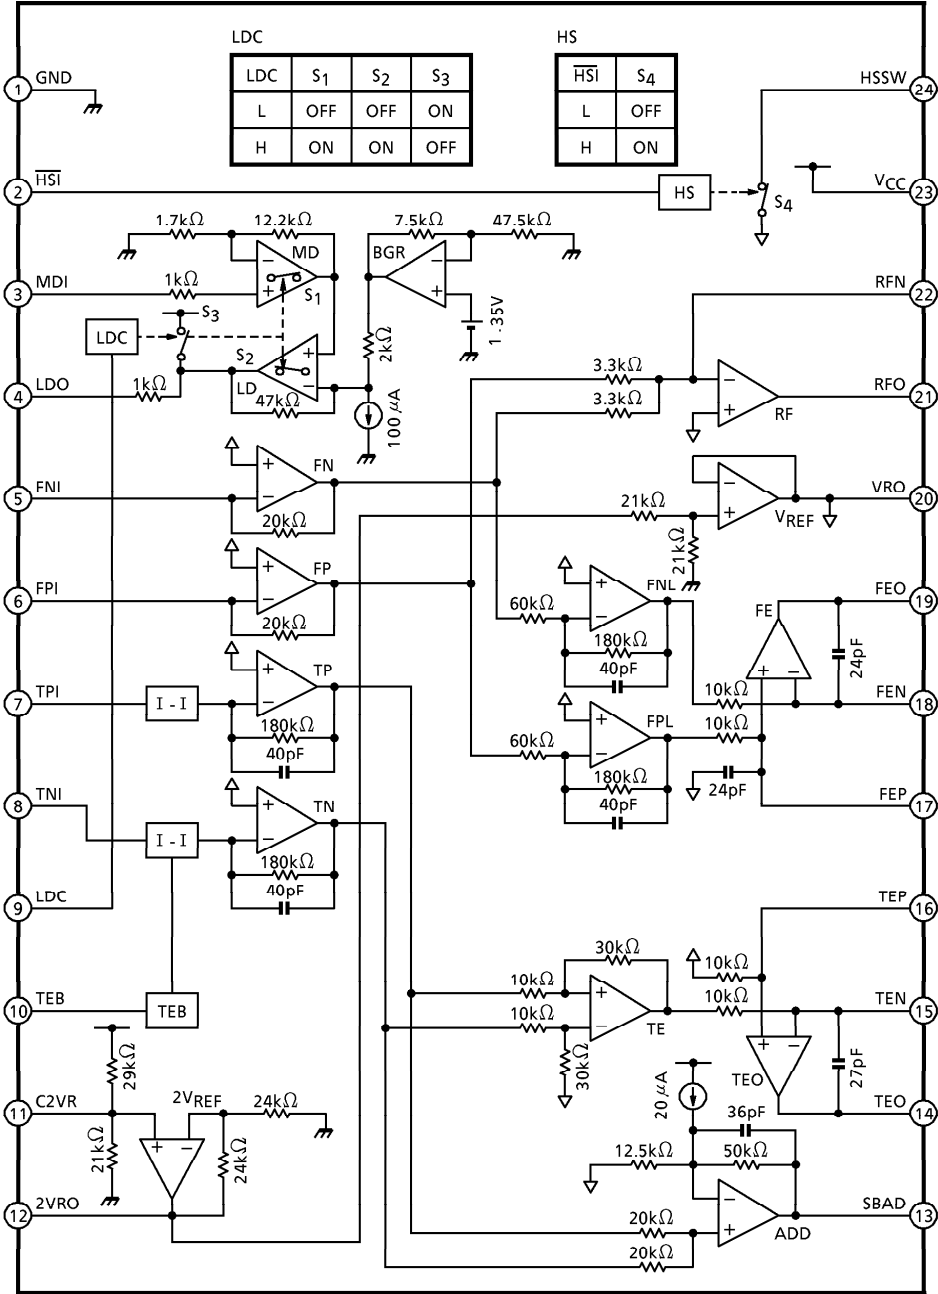 LDC
LDC S1 S2 S3
L OFF OFF ON
H ON ON OFF
HS
HSI S4
L OFF
H ON
1 GND
HSSW 24
2 HSI
HS
S4
VCC 23
1.7kΩ 12.2kΩ
MD
S1
7.5kΩ 47.5kΩ
BGR
1.35V
3 MDI
1kΩ
RFN 22
S3
LDC
S2
LD
2kΩ
4 LDO
1kΩ
47kΩ
100 μA
3.3kΩ
3.3kΩ
RF
RFO 21
5 FNI
FN
20kΩ
21kΩ
21kΩ
VREF
VRO 20
6 FPI
FP
20kΩ
60kΩ
FNL
180kΩ
40pF
FE
24pF
FEO 19
7 TPI
I - I
TP
180kΩ
40pF
10kΩ
FEN 18
60kΩ
FPL
180kΩ
40pF
10kΩ
24pF
FEP 17
8 TNI
I - I
TN
180kΩ
40pF
9 LDC
TEP 16
10 TEB
TEB
10kΩ
10kΩ
30kΩ
TE
30kΩ
10kΩ
10kΩ
TEN 15
TEO
27pF
TEO 14
29kΩ
11 C2VR
21kΩ
2VREF
24kΩ
24kΩ
12 2VRO
20 μA
36pF
12.5kΩ 50kΩ
ADD
20kΩ
20kΩ
SBAD 13
+
−
+
−
+
−
+
−
+
−
+
−
+
−
+
−
+
−
+
−
+
−
+
−
+
−
+
−
+
−
+
−
+
−